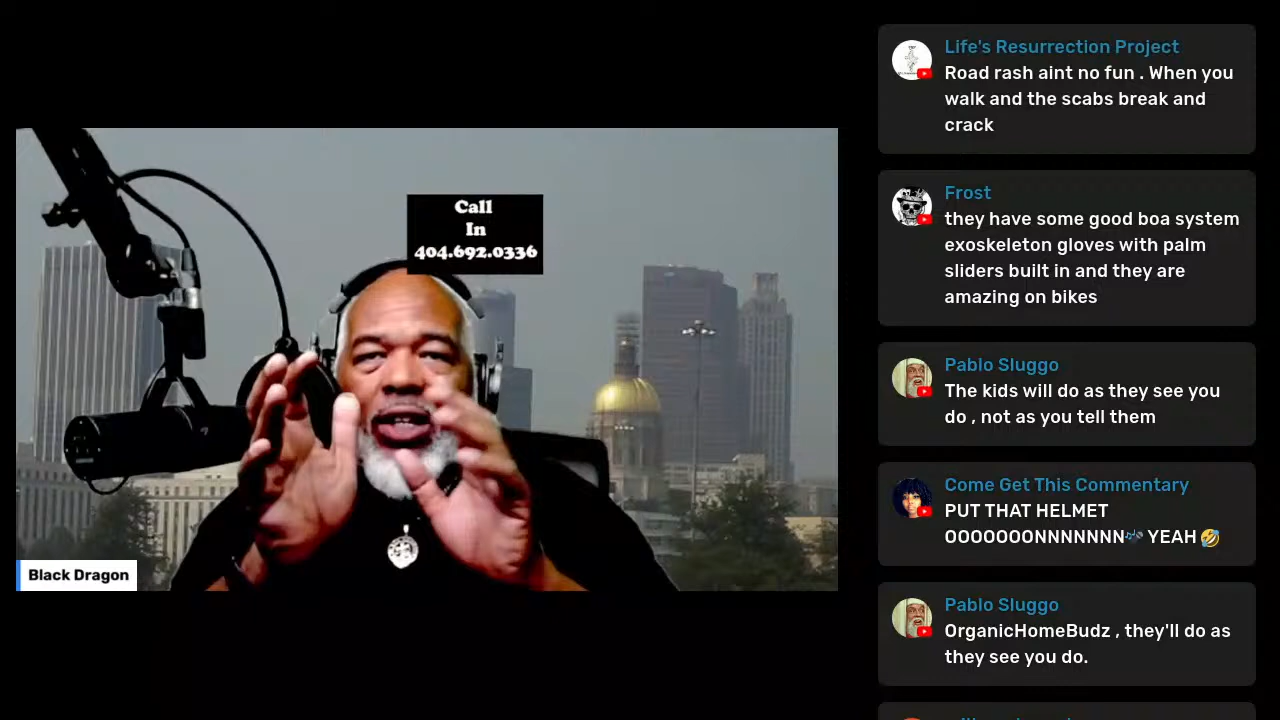 Call
In
404.692.0336
Black Dragon
Life's Resurrection Project
Road rash aint no fun . When you
walk and the scabs break and
crack
Frost
they have some good boa system
exoskeleton gloves with palm
sliders built in and they are
amazing on bikes
Pablo Sluggo
The kids will do as they see you
do , not as you tell them
Come Get This Commentary
PUT THAT HELMET
OOOOOOONNNNNNN🎶 YEAH 🤣
Pablo Sluggo
OrganicHomeBudz , they'll do as
they see you do.